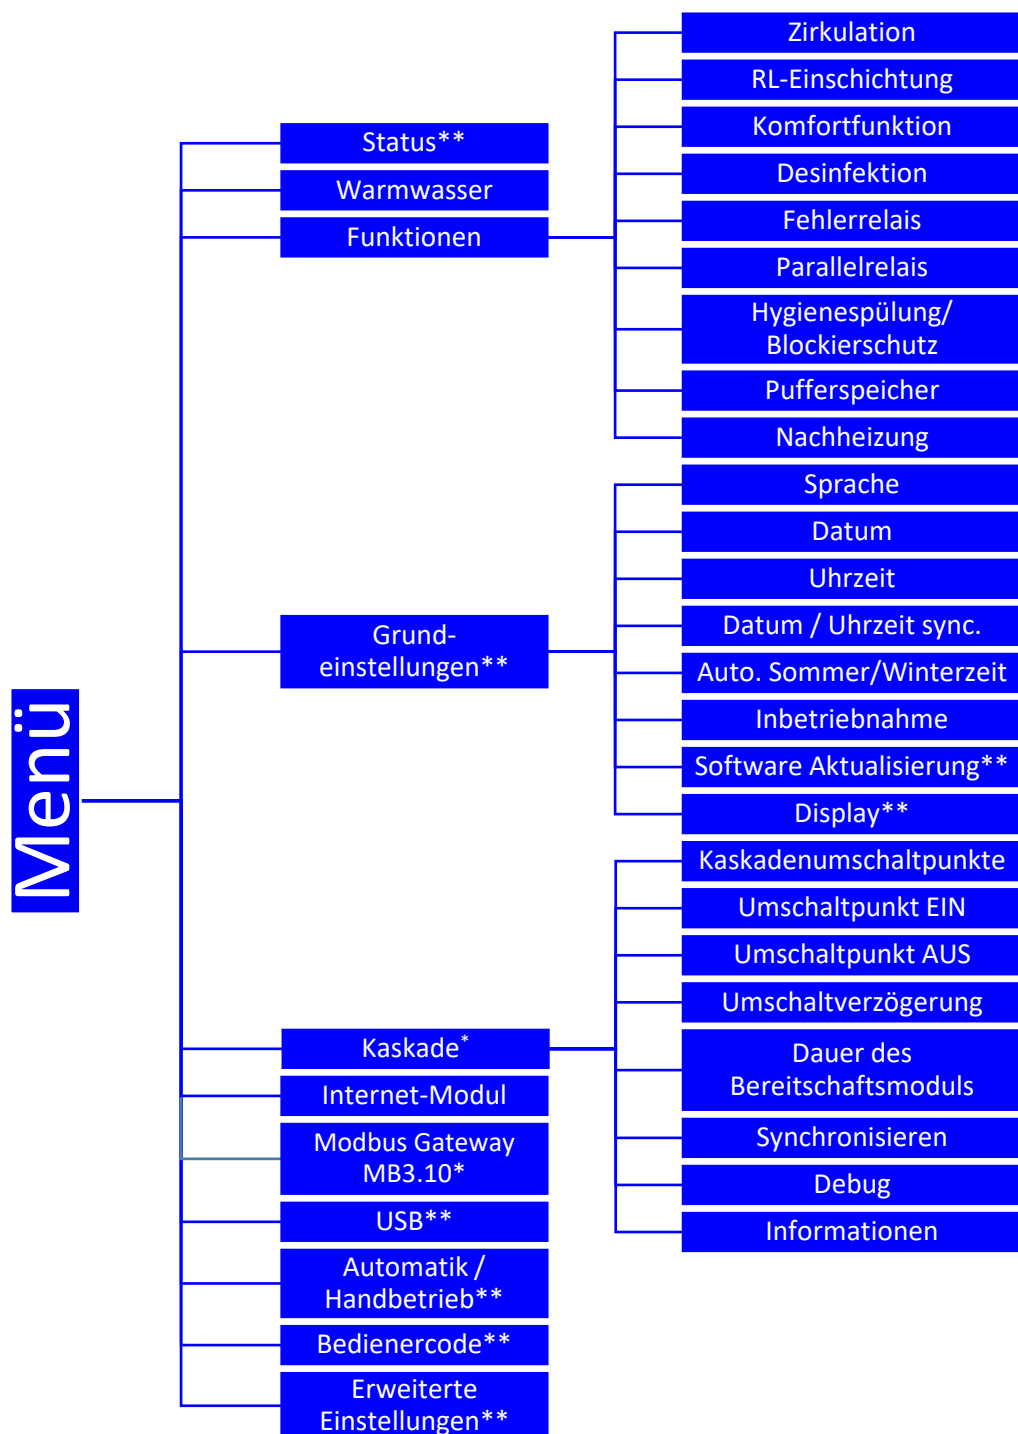 Menü
Status**
Warmwasser
Funktionen
Zirkulation
RL-Einschichtung
Komfortfunktion
Desinfektion
Fehlerrelais
Parallelrelais
Hygienespülung/
Blockierschutz
Pufferspeicher
Nachheizung
Grund-
einstellungen**
Sprache
Datum
Uhrzeit
Datum / Uhrzeit sync.
Auto. Sommer/Winterzeit
Inbetriebnahme
Software Aktualisierung**
Display**
Kaskade*
Kaskadenumschaltpunkte
Umschaltpunkt EIN
Umschaltpunkt AUS
Umschaltverzögerung
Dauer des
Bereitschaftsmoduls
Synchronisieren
Debug
Informationen
Internet-Modul
Modbus Gateway
MB3.10*
USB**
Automatik /
Handbetrieb**
Bedienercode**
Erweiterte
Einstellungen**